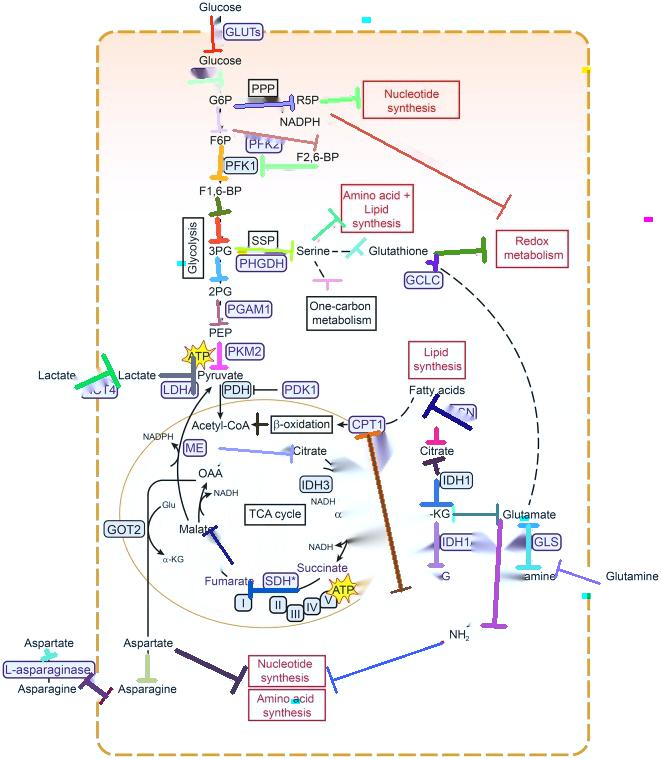 Glucose
GLUTs
Glucose
PPP
G6P
R5P
Nucleotide
synthesis
NADPH
F6P
PFK2
F2,6-BP
PFK1
F1,6-BP
Amino acid +
Lipid
synthesis
Glycolysis
SSP
3PG
Serine
Glutathione
Redox
metabolism
PHGDH
GCLC
2PG
One-carbon
metabolism
PGAM1
PEP
ATP
PKM2
Lipid
synthesis
Lactate
Lactate
Pyruvate
LDHA
PDH
PDK1
Fatty acids
Acetyl-CoA
β-oxidation
CPT1
NADPH
ME
Citrate
Citrate
OAA
IDH3
IDH1
NADH
NADH
Glu
TCA cycle
α
-KG
Glutamate
GOT2
Malate
NADH
IDH1
GLS
α-KG
Succinate
Fumarate
SDH*
ATP
G
amine
Glutamine
I
II
III
IV
V
NH2
Aspartate
Aspartate
L-asparaginase
Nucleotide
synthesis
Asparagine
Asparagine
Amino acid
synthesis